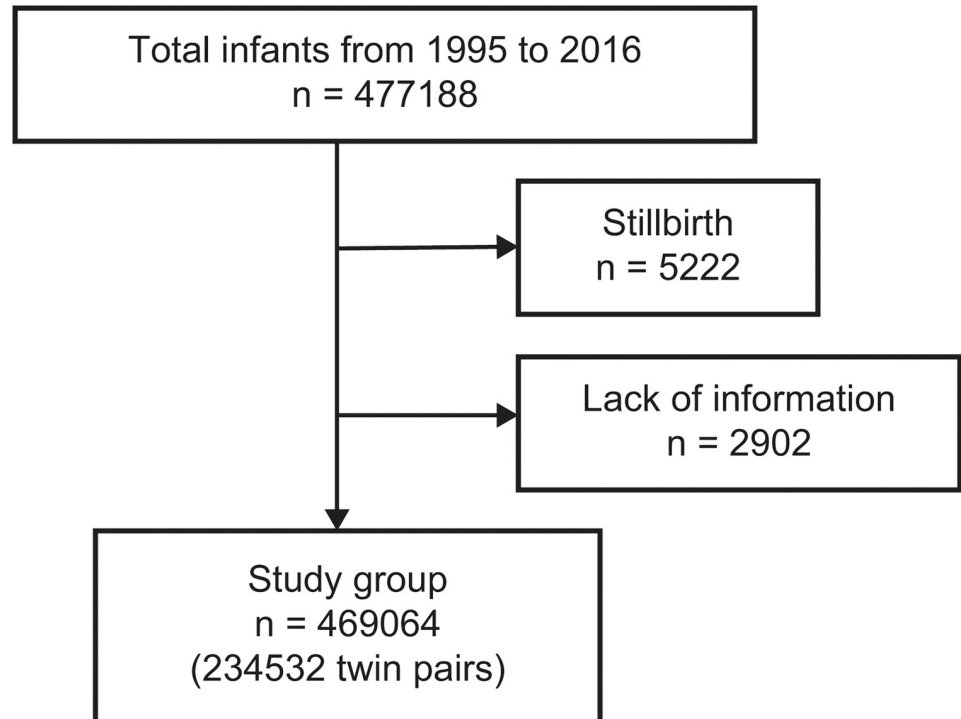 Total infants from 1995 to 2016
n = 477188
Stillbirth
n = 5222
Lack of information
n = 2902
Study group
n = 469064
(234532 twin pairs)